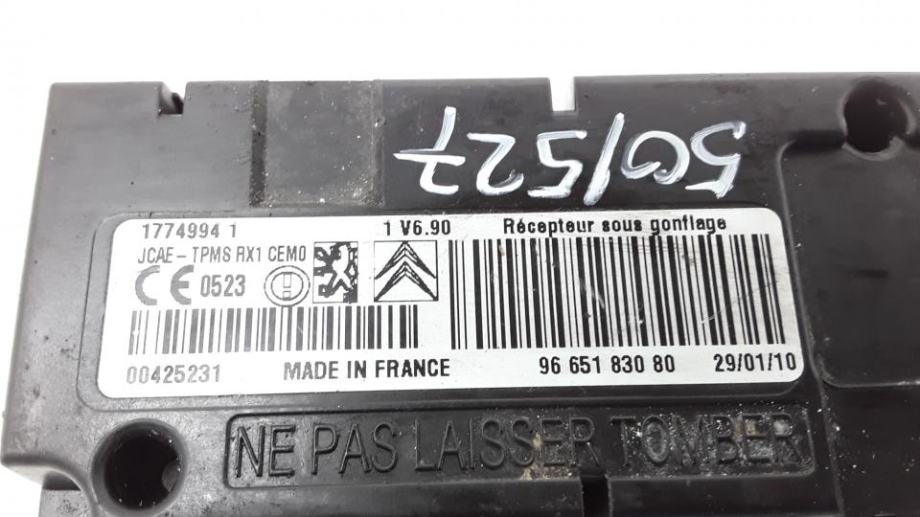 50/527
1774994 1 1 V6.90 Récepteur sous gonflage
JCAE-TPMS RX1 CEM0
CE 0523
00425231 MADE IN FRANCE 96 651 830 80 29/01/10
NE PAS LAISSER TOMBER